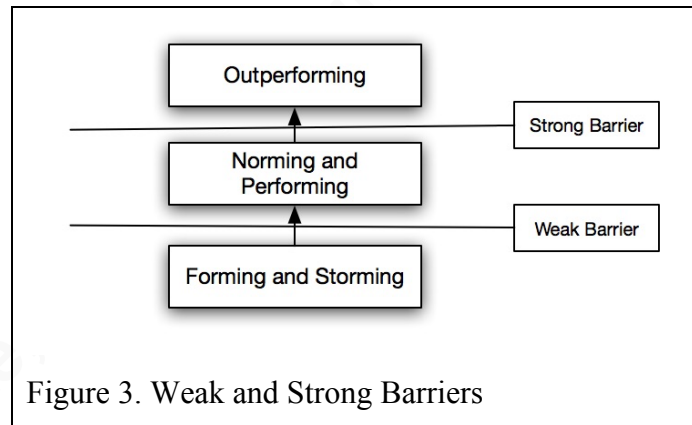 Outperforming
Strong Barrier
Norming and
Performing
Weak Barrier
Forming and Storming
Figure 3. Weak and Strong Barriers